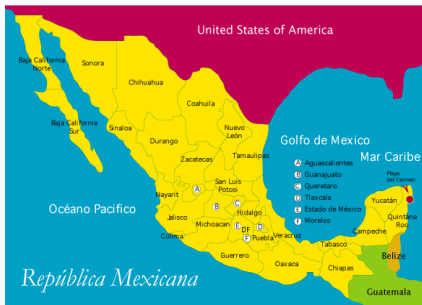 United States of America
Baja California
Norte
Sonora
Chihuahua
Coahuila
Baja California
Sur
Sinaloa
Nuevo
León
Durango
Golfo de Mexico
Mar Caribe
Zacatecas
Tamaulipas
A Aguascalientes
B Guanajuato
C Queretaro
D Tlaxcala
E Estado de México
F Morelos
Playa
del Carmen
San Luis
Potosi
A
Nayarit
Yucatán
Océano Pacifico
B
C
Jalisco
Hidalgo
Quintana
Roo
Michoacan
E
DF
D
Campeche
Colima
F
Puebla
Veracruz
Tabasco
Guerrero
Belize
Oaxaca
Chiapas
República Mexicana
Guatemala